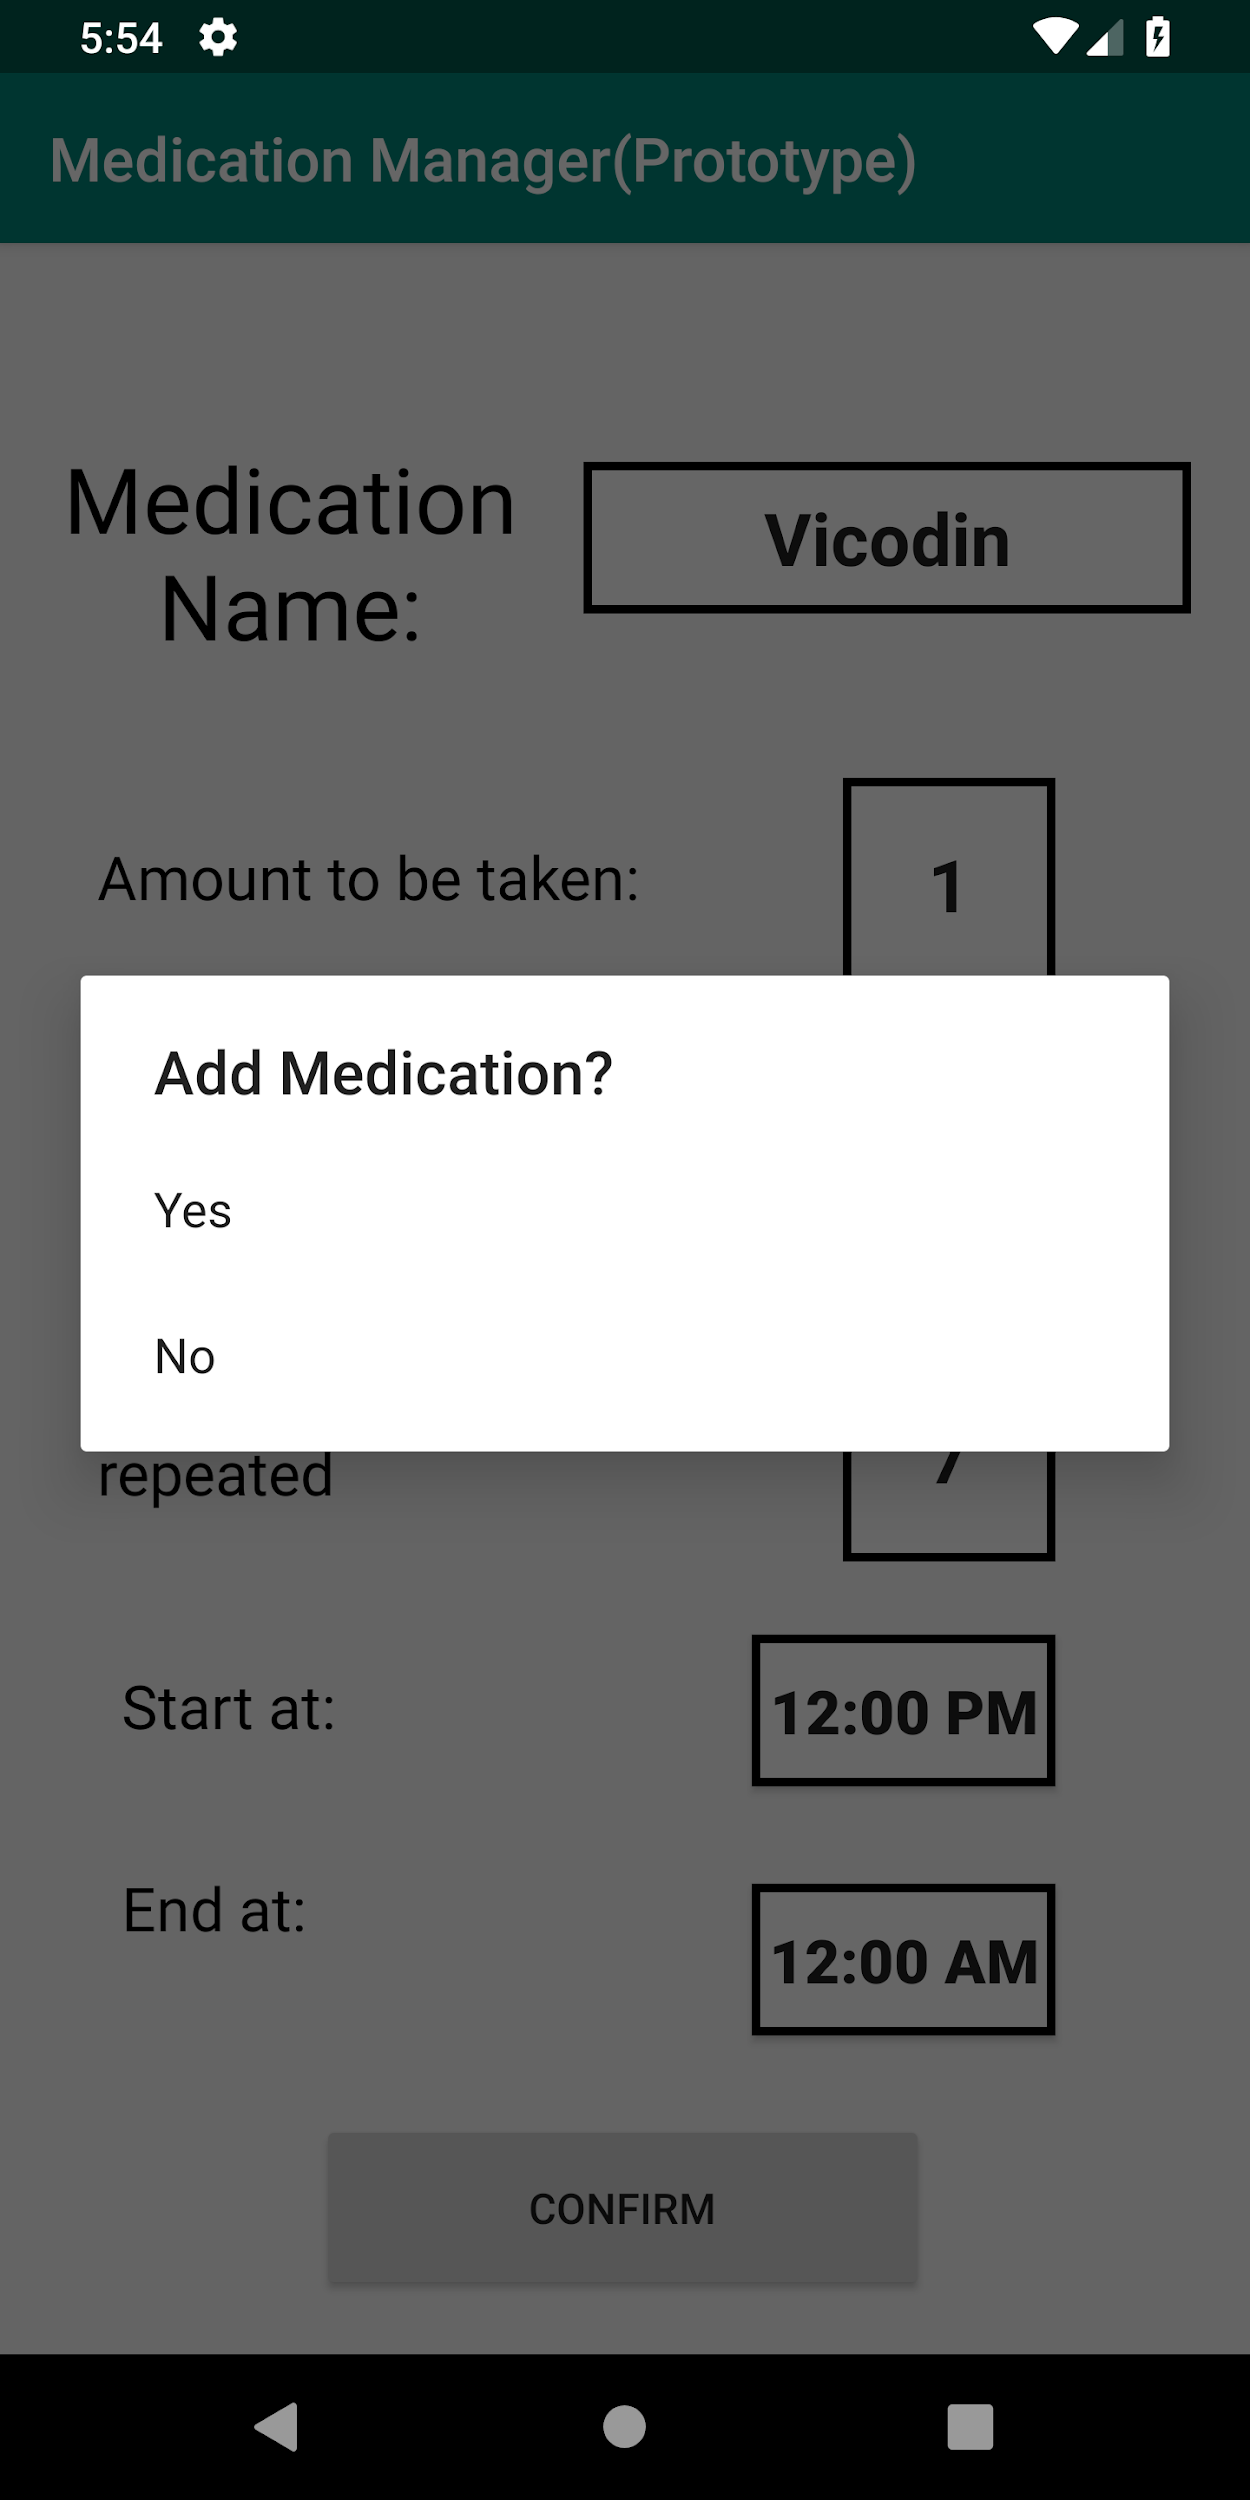 5:54
Medication Manager(Prototype)
Medication
Name:
Vicodin
Amount to be taken:
1
Add Medication?
Yes
No
repeated
Start at:
12:00 PM
End at:
12:00 AM
CONFIRM